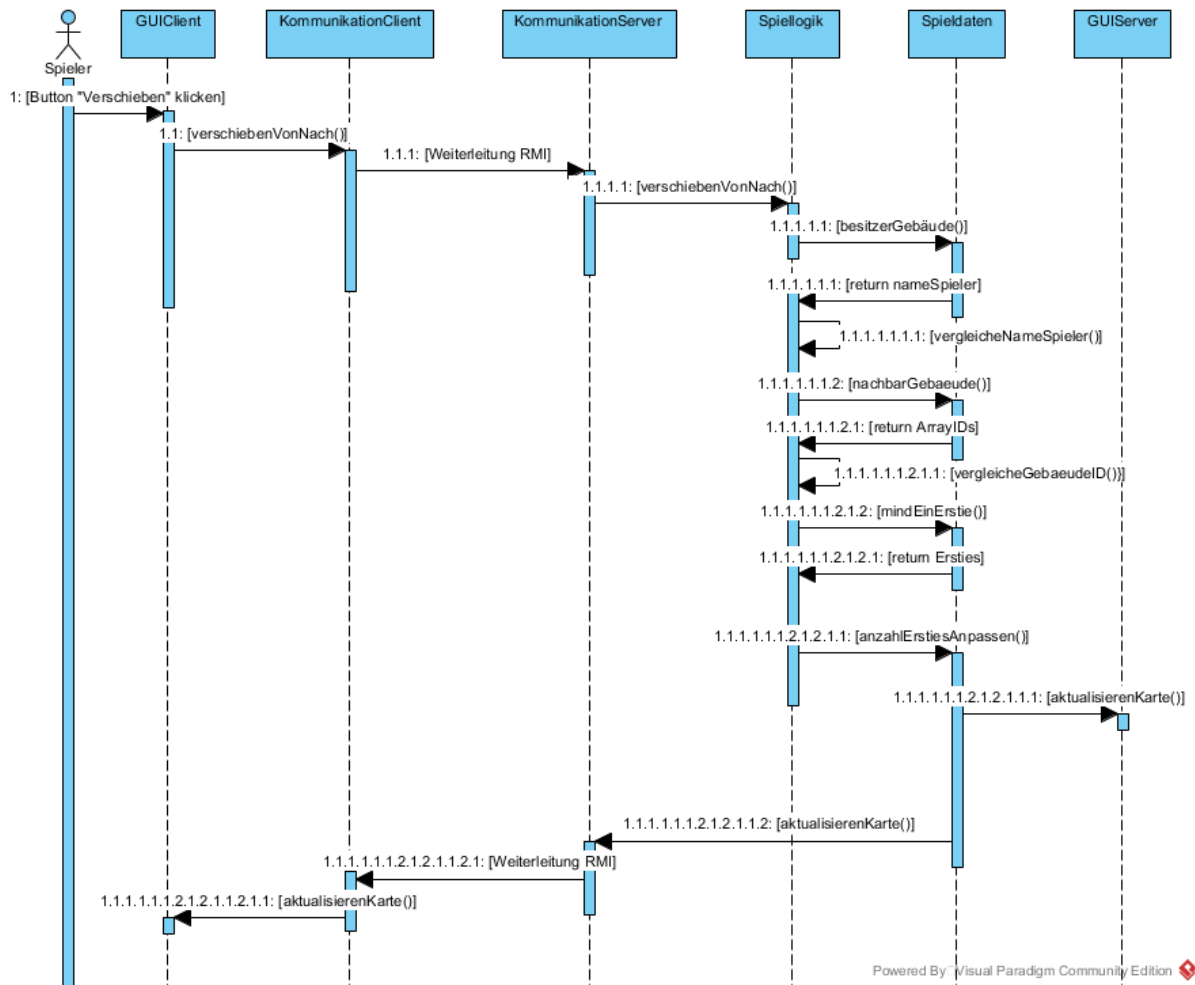 GUIClient
KommunikationClient
KommunikationServer
Spiellogik
Spieldaten
GUIServer
Spieler
1: [Button "Verschieben" klicken]
1.1: [verschiebenVonNach()]
1.1.1: [Weiterleitung RMI]
1.1.1.1: [verschiebenVonNach()]
1.1.1.1.1: [besitzerGebäude()]
1.1.1.1.1.1: [return nameSpieler]
1.1.1.1.1.1.1: [vergleicheNameSpieler()]
1.1.1.1.1.1.2: [nachbarGebaeude()]
1.1.1.1.1.1.2.1: [return ArrayIDs]
1.1.1.1.1.1.2.1.1: [vergleicheGebaeudeID()}]
1.1.1.1.1.1.2.1.2: [mindEinErstie()]
1.1.1.1.1.1.2.1.2.1: [return Ersties]
1.1.1.1.1.1.2.1.2.1.1: [anzahlErstiesAnpassen()]
1.1.1.1.1.1.2.1.2.1.1.1: [aktualisierenKarte()]
1.1.1.1.1.1.2.1.2.1.1.2: [aktualisierenKarte()]
1.1.1.1.1.1.2.1.2.1.1.2.1: [Weiterleitung RMI]
1.1.1.1.1.1.2.1.2.1.1.2.1.1: [aktualisierenKarte()]
Powered By Visual Paradigm Community Edition